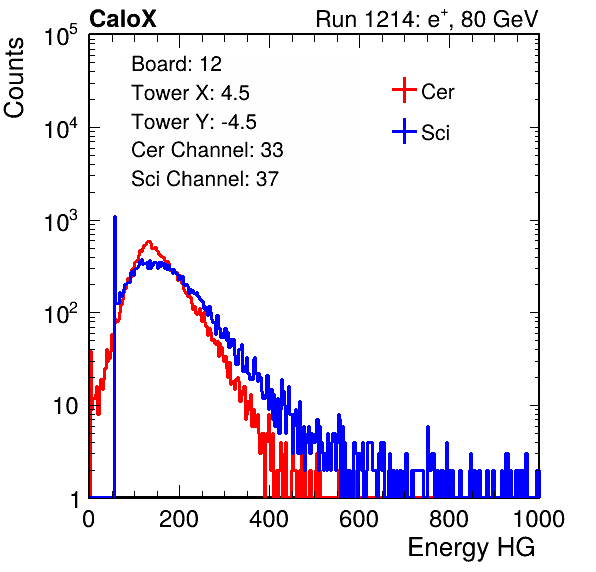 CaloX Run 1214: e⁺, 80 GeV
Counts
10⁵
10⁴
10³
10²
10
1
Board: 12
Tower X: 4.5
Tower Y: -4.5
Cer Channel: 33
Sci Channel: 37
Cer
Sci
0 200 400 600 800 1000
Energy HG